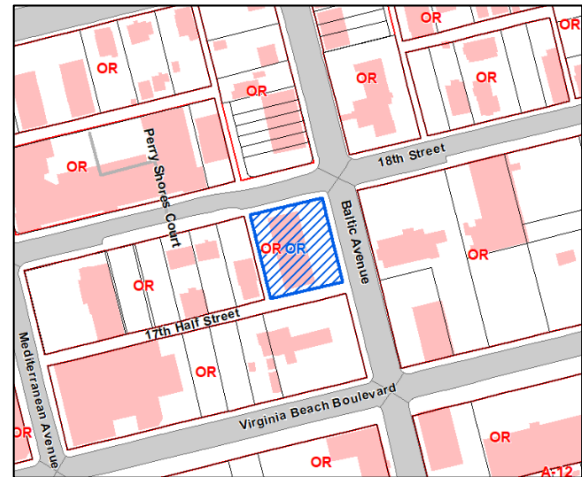 OR
OR
OR
OR
OR
18th Street
OR
Perry Shores Court
OR
OR
Baltic Avenue
OR
OR
17th Half Street
OR
Mediterranean Avenue
Virginia Beach Boulevard
OR
OR
OR
A-12